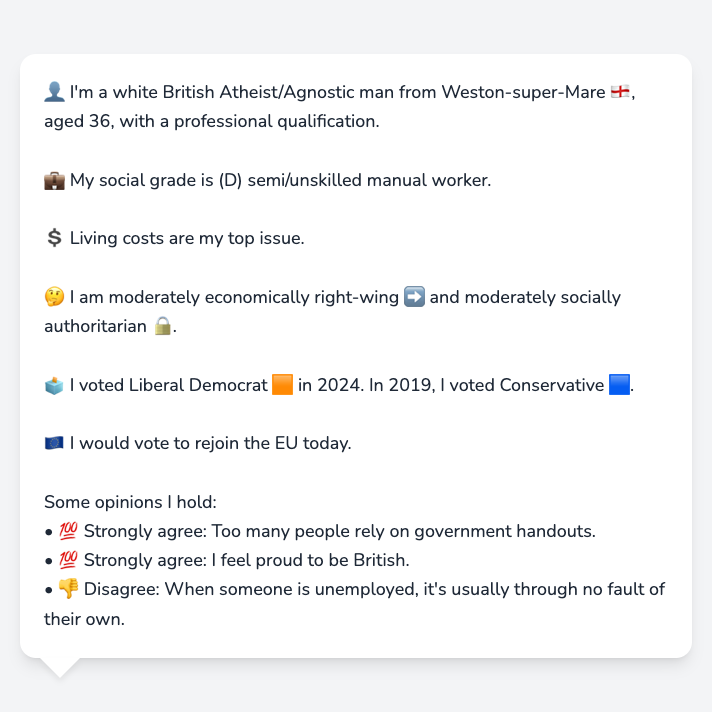 👤 I'm a white British Atheist/Agnostic man from Weston-super-Mare 🏴󠁧󠁢󠁥󠁮󠁧󠁿,
aged 36, with a professional qualification.
💼 My social grade is (D) semi/unskilled manual worker.
💲 Living costs are my top issue.
🤔 I am moderately economically right-wing ➡️ and moderately socially
authoritarian 🔒.
🗳️ I voted Liberal Democrat 🟧 in 2024. In 2019, I voted Conservative 🟦.
🇪🇺 I would vote to rejoin the EU today.
Some opinions I hold:
• 💯 Strongly agree: Too many people rely on government handouts.
• 💯 Strongly agree: I feel proud to be British.
• 👎 Disagree: When someone is unemployed, it's usually through no fault of
their own.